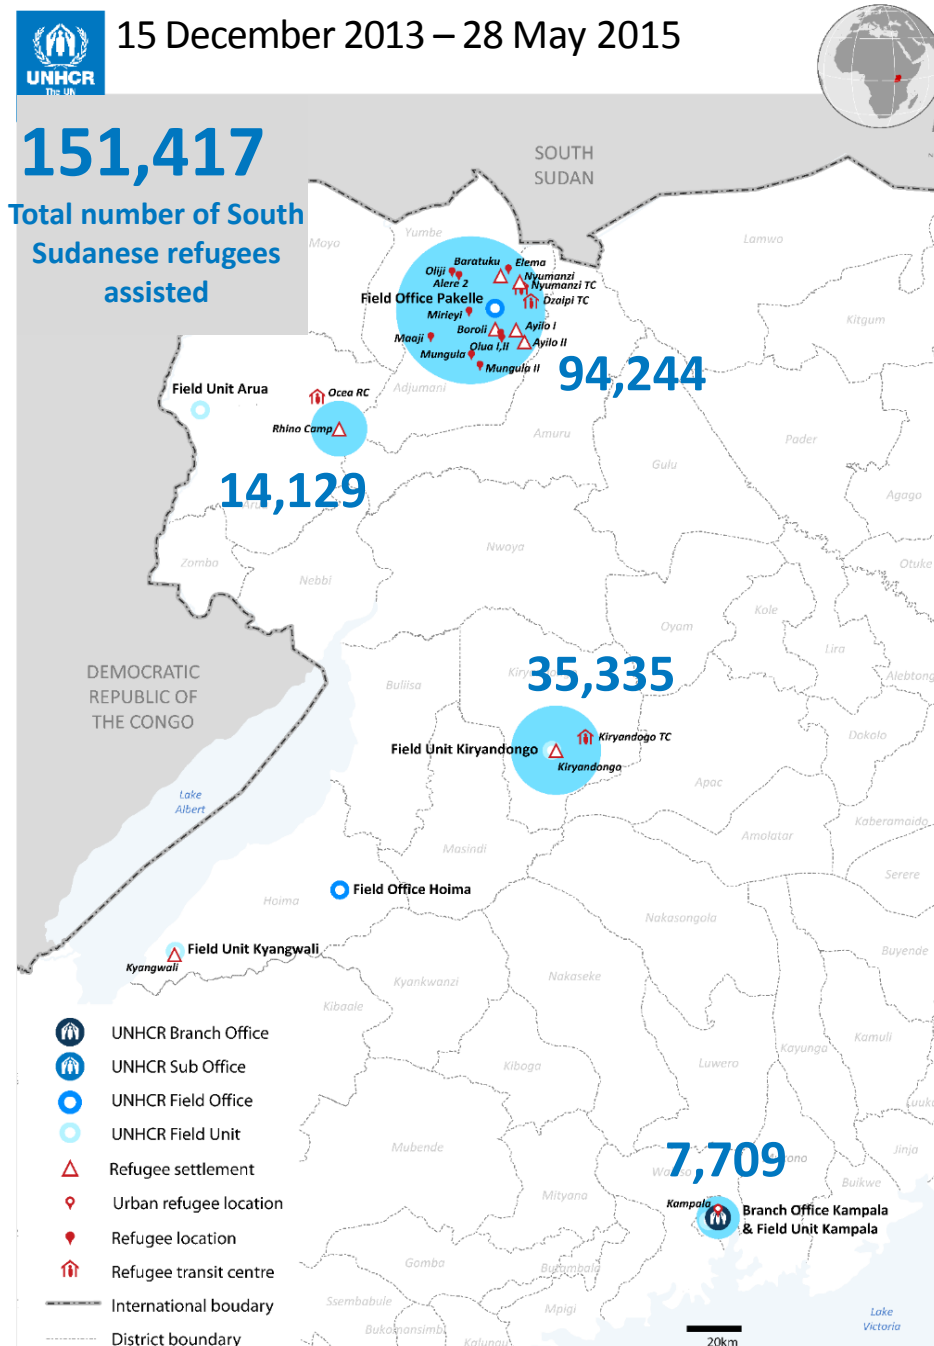 15 December 2013 – 28 May 2015
UNHCR
The UN
151,417
Total number of South
Sudanese refugees
assisted
SOUTH
SUDAN
Moyo
Yumbe
Lamwo
Baratuku
Elema
Oliji
Alere 2
Nyumanzi
Nyumanzi TC
Field Office Pakelle
Dzaipi TC
Mirieyi
Kitgum
Boroli
Ayilo I
Maaji
Olua I,II
Ayilo II
Mungula
Mungula II
94,244
Field Unit Arua
Adjumani
Ocea RC
Rhino Camp
Amuru
Pader
Gulu
14,129
Agago
Nwoya
Zombo
Otuke
Nebbi
Kole
Oyam
Lira
DEMOCRATIC
REPUBLIC OF
THE CONGO
35,335
Buliisa
Alebtong
Kiryandogo TC
Dokolo
Field Unit Kiryandongo
Kiryandongo
Apac
Lake
Albert
Kaberamaido
Amolatar
Masindi
Serere
Field Office Hoima
Hoima
Nakasongola
Field Unit Kyangwali
Kyangwali
Buyende
Kyankwanzi
Nakaseke
Kibaale
UNHCR Branch Office
Kamuli
Kayunga
UNHCR Sub Office
Kiboga
Luwero
UNHCR Field Office
UNHCR Field Unit
Mubende
Jinja
7,709
Refugee settlement
Buikwe
Mityana
Urban refugee location
Kampala
Branch Office Kampala
& Field Unit Kampala
Refugee location
Gomba
Butambala
Refugee transit centre
Ssembabule
International boudary
Mpigi
Lake
Victoria
Bukomansimbi
District boundary
Kalungu
20km